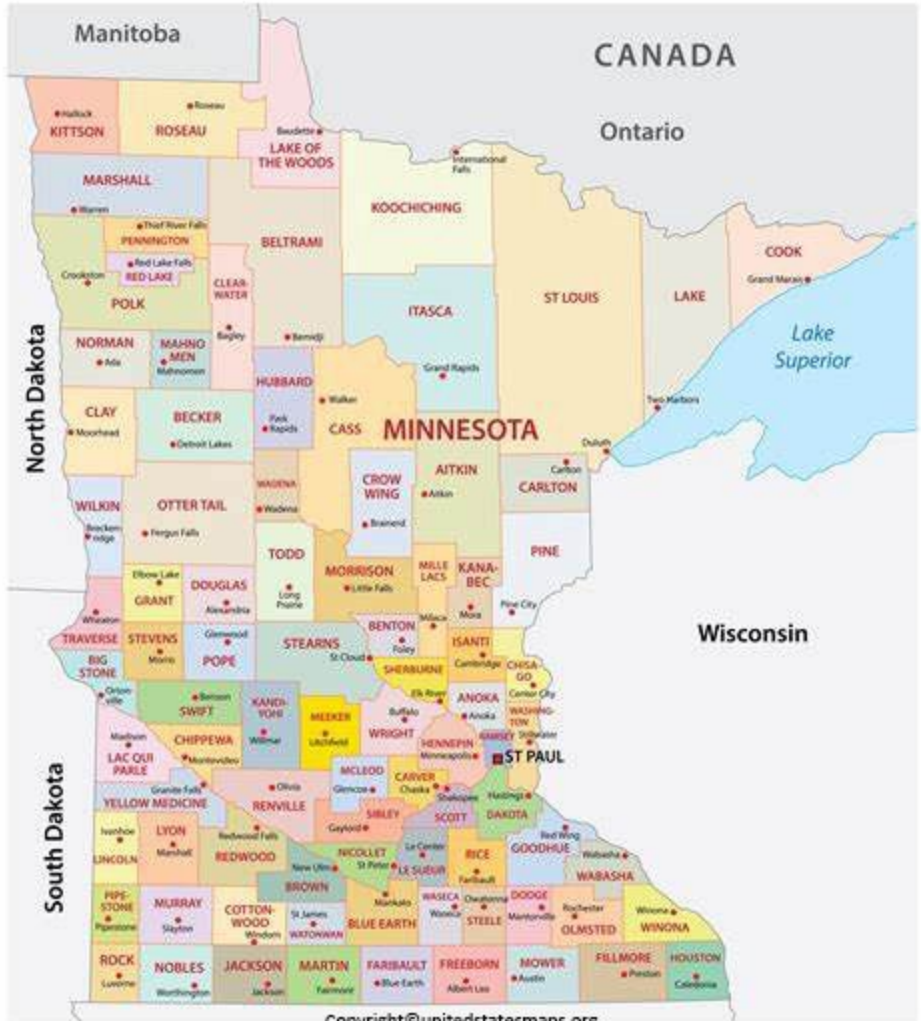 Manitoba
CANADA
Ontario
Hallock
KITTSON
Roseau
ROSEAU
Baudette
LAKE OF
THE WOODS
International
Falls
MARSHALL
Warren
KOOCHICHING
Thief River Falls
PENNINGTON
Red Lake Falls
RED LAKE
Crookston
POLK
CLEAR-
WATER
Bagley
BELTRAMI
Bemidji
ITASCA
Grand Rapids
ST LOUIS
LAKE
COOK
Grand Marais
Lake
Superior
North Dakota
NORMAN
Ada
MAHNO
MEN
Mahnomen
HUBBARD
Park
Rapids
Walker
CASS
MINNESOTA
Two Harbors
Duluth
CLAY
Moorhead
BECKER
Detroit Lakes
WADENA
Wadena
CROW
WING
Brainerd
AITKIN
Aitkin
Carlton
CARLTON
WILKIN
Brecken-
ridge
OTTER TAIL
Fergus Falls
TODD
Long
Prairie
MORRISON
Little Falls
MILLE
LACS
Milaca
KANA-
BEC
Mora
PINE
Pine City
Elbow Lake
GRANT
DOUGLAS
Alexandria
Wheaton
TRAVERSE
STEVENS
Morris
Glenwood
POPE
STEARNS
St Cloud
BENTON
Foley
SHERBURNE
Elk River
ISANTI
Cambridge
CHISA
GO
Center City
Wisconsin
BIG
STONE
Orton-
ville
Benson
SWIFT
KANDI-
YOHI
Willmar
MEEKER
Litchfield
Buffalo
WRIGHT
ANOKA
Anoka
WASHING-
TON
Stillwater
RAMSEY
ST PAUL
HENNEPIN
Minneapolis
South Dakota
Madison
LAC QUI
PARLE
CHIPPEWA
Montevideo
Granite Falls
YELLOW MEDICINE
Olivia
RENVILLE
MCLEOD
Glencoe
CARVER
Chaska
Shakopee
SCOTT
Hastings
DAKOTA
Gaylord
SIBLEY
Ivanhoe
LINCOLN
LYON
Marshall
Redwood Falls
REDWOOD
New Ulm
BROWN
NICOLLET
St Peter
Le Center
LE SUEUR
RICE
Faribault
Red Wing
GOODHUE
Wabasha
WABASHA
PIPE-
STONE
Pipestone
MURRAY
Slayton
COTTON-
WOOD
Windom
St James
WATONWAN
Mankato
BLUE EARTH
WASECA
Waseca
Owatonna
STEELE
DODGE
Mantorville
Rochester
OLMSTED
Winona
WINONA
ROCK
Luverne
NOBLES
Worthington
JACKSON
Jackson
MARTIN
Fairmont
FARIBAULT
Blue Earth
FREEBORN
Albert Lea
MOWER
Austin
FILLMORE
Preston
HOUSTON
Caledonia
Copyright©unitedstatesmaps.org